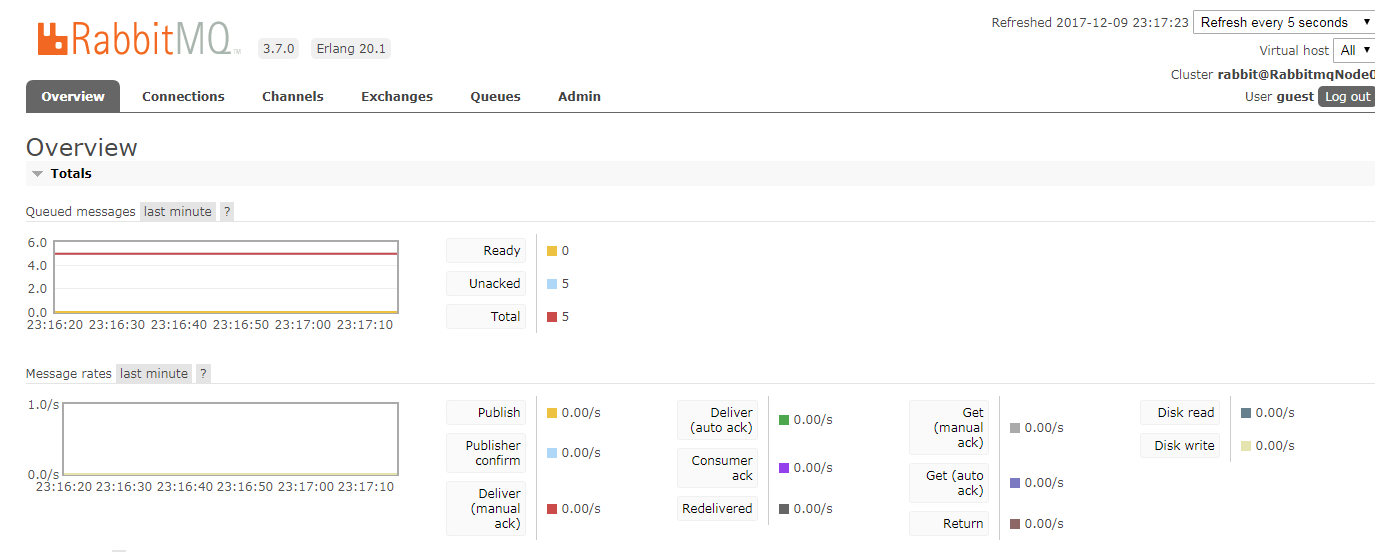 RabbitMQ TM 3.7.0 Erlang 20.1
Refreshed 2017-12-09 23:17:23 Refresh every 5 seconds
Virtual host All
Cluster rabbit@RabbitmqNode0
User guest Log out
Overview Connections Channels Exchanges Queues Admin
Overview
Totals
Queued messages last minute ?
6.0
4.0
2.0
0.0
23:16:20 23:16:30 23:16:40 23:16:50 23:17:00 23:17:10
Ready 0
Unacked 5
Total 5
Message rates last minute ?
1.0/s
0.0/s
23:16:20 23:16:30 23:16:40 23:16:50 23:17:00 23:17:10
Publish 0.00/s
Publisher
confirm 0.00/s
Deliver
(manual
ack) 0.00/s
Deliver
(auto ack) 0.00/s
Consumer
ack 0.00/s
Redelivered 0.00/s
Get
(manual
ack) 0.00/s
Get (auto
ack) 0.00/s
Return 0.00/s
Disk read 0.00/s
Disk write 0.00/s